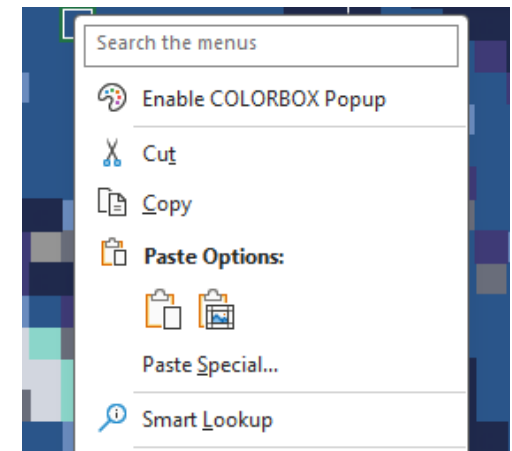 Search the menus
Enable COLORBOX Popup
Cut
Copy
Paste Options:
Paste Special...
Smart Lookup